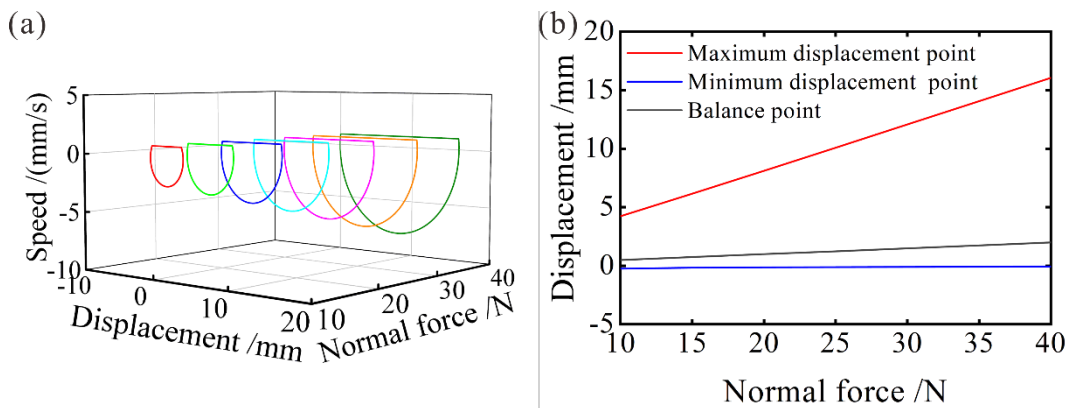 (a)
5
0
-5
-10
Speed /(mm/s)
-10
0
10
20
Displacement /mm
10
20
30
40
Normal force /N
(b)
20
15
10
5
0
-5
Displacement /mm
Maximum displacement point
Minimum displacement point
Balance point
10
15
20
25
30
35
40
Normal force /N